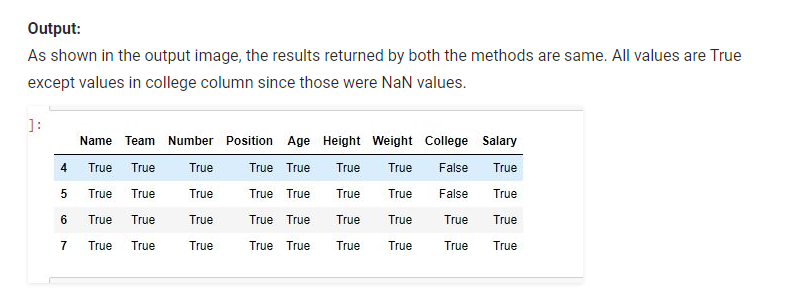 Output:
As shown in the output image, the results returned by both the methods are same. All values are True
except values in college column since those were NaN values.
]:
Name Team Number Position Age Height Weight College Salary
4 True True True True True True True False True
5 True True True True True True True False True
6 True True True True True True True True True
7 True True True True True True True True True